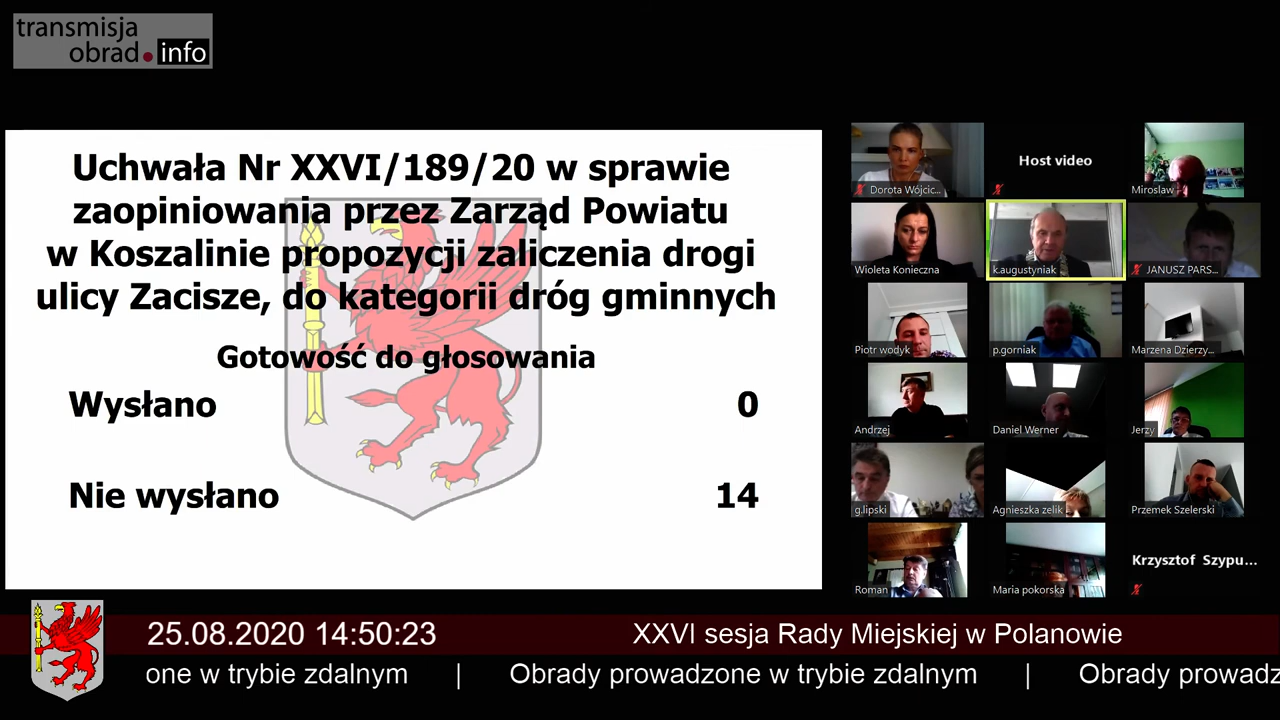 transmisja
obrad.info
Uchwała Nr XXVI/189/20 w sprawie
zaopiniowania przez Zarząd Powiatu
w Koszalinie propozycji zaliczenia drogi
ulicy Zacisze, do kategorii dróg gminnych
Gotowość do głosowania
Wysłano 0
Nie wysłano 14
Dorota Wójcic...
Host video
Miroslaw
Wioleta Konieczna
k.augustyniak
JANUSZ PARS...
Piotr wodyk
p.gorniak
Marzena Dzierzy...
Andrzej
Daniel Werner
Jerzy
g.lipski
Agnieszka zelik
Przemek Szelerski
Roman
Maria pokorska
Krzysztof Szypu...
25.08.2020 14:50:23
XXVI sesja Rady Miejskiej w Polanowie
one w trybie zdalnym | Obrady prowadzone w trybie zdalnym | Obrady prowadz